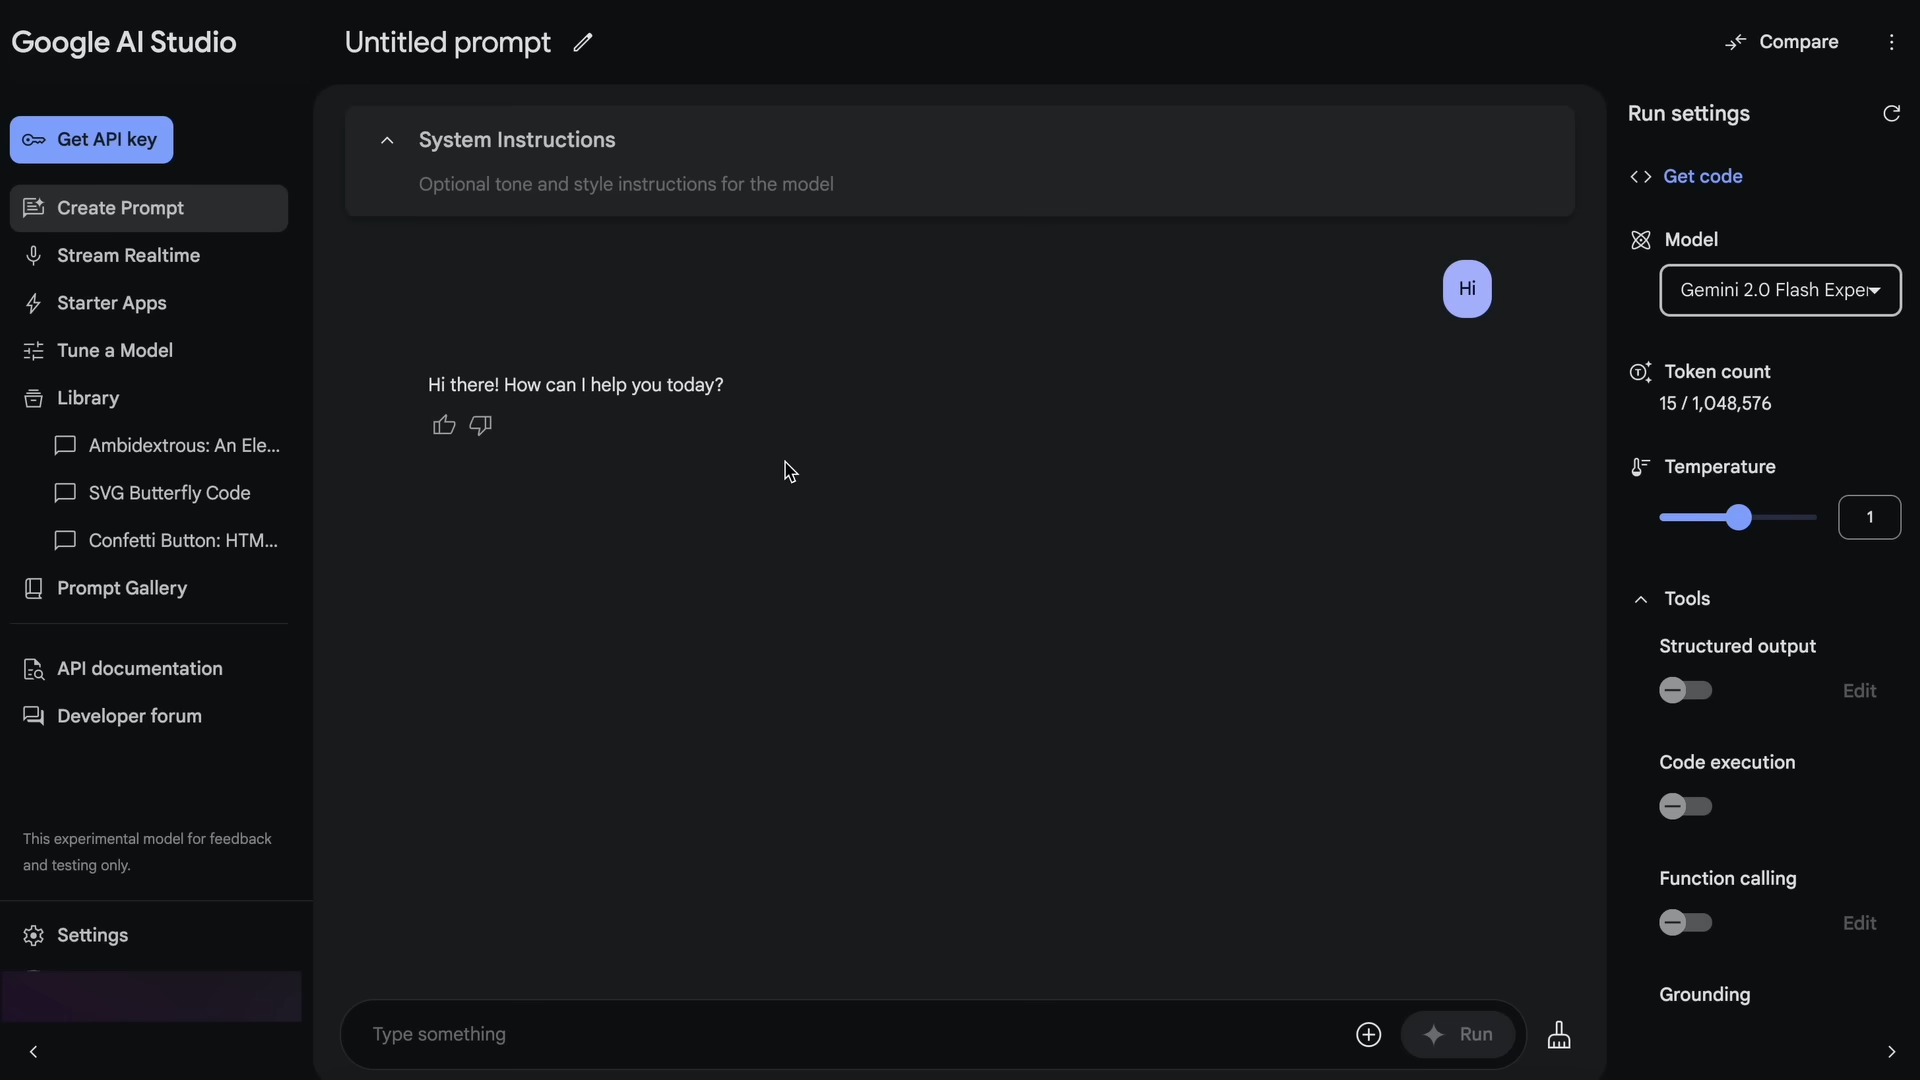 Google AI Studio
Get API key
Create Prompt
Stream Realtime
Starter Apps
Tune a Model
Library
Ambidextrous: An Ele...
SVG Butterfly Code
Confetti Button: HTM...
Prompt Gallery
API documentation
Developer forum
This experimental model for feedback
and testing only.
Settings
Untitled prompt
Compare
System Instructions
Optional tone and style instructions for the model
Hi
Hi there! How can I help you today?
Type something
Run
Run settings
Get code
Model
Gemini 2.0 Flash Exper
Token count
15 / 1,048,576
Temperature
1
Tools
Structured output
Edit
Code execution
Function calling
Edit
Grounding